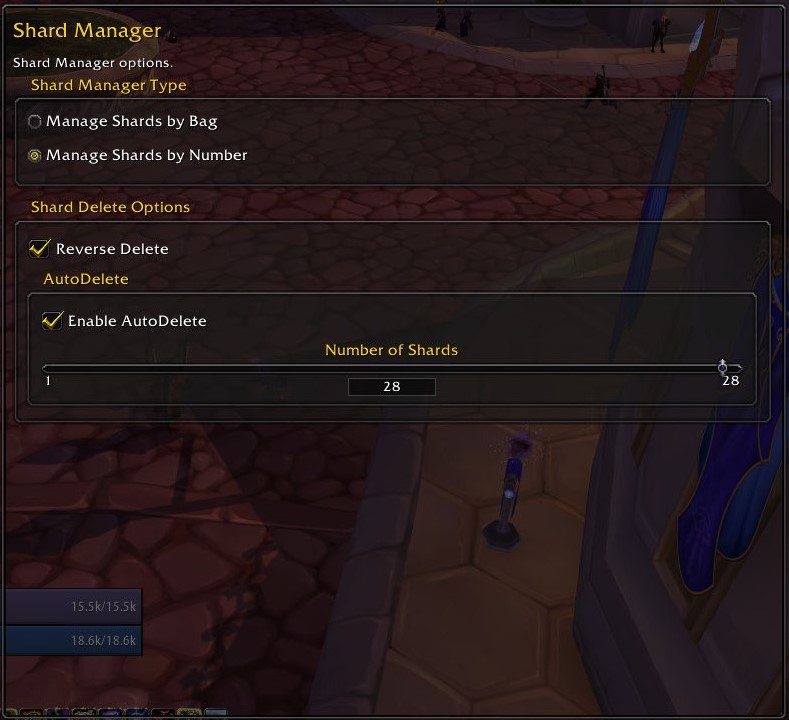 Shard Manager
Shard Manager options.
Shard Manager Type
Manage Shards by Bag
Manage Shards by Number
Shard Delete Options
Reverse Delete
AutoDelete
Enable AutoDelete
Number of Shards
1
28
28
15.5k/15.5k
18.6k/18.6k